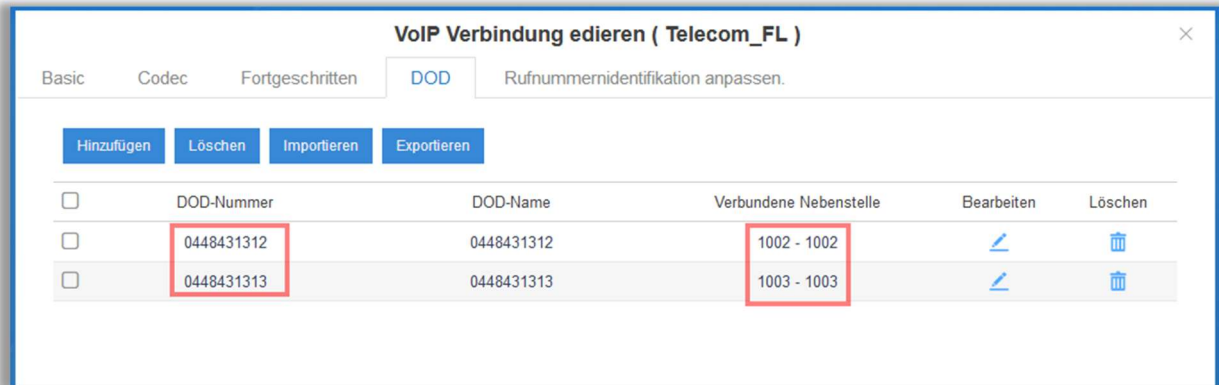 VoIP Verbindung edieren ( Telecom_FL )
Basic Codec Fortgeschritten DOD Rufnummernidentifikation anpassen.
Hinzufügen Löschen Importieren Exportieren
DOD-Nummer DOD-Name Verbundene Nebenstelle Bearbeiten Löschen
0448431312 0448431312 1002 - 1002
0448431313 0448431313 1003 - 1003